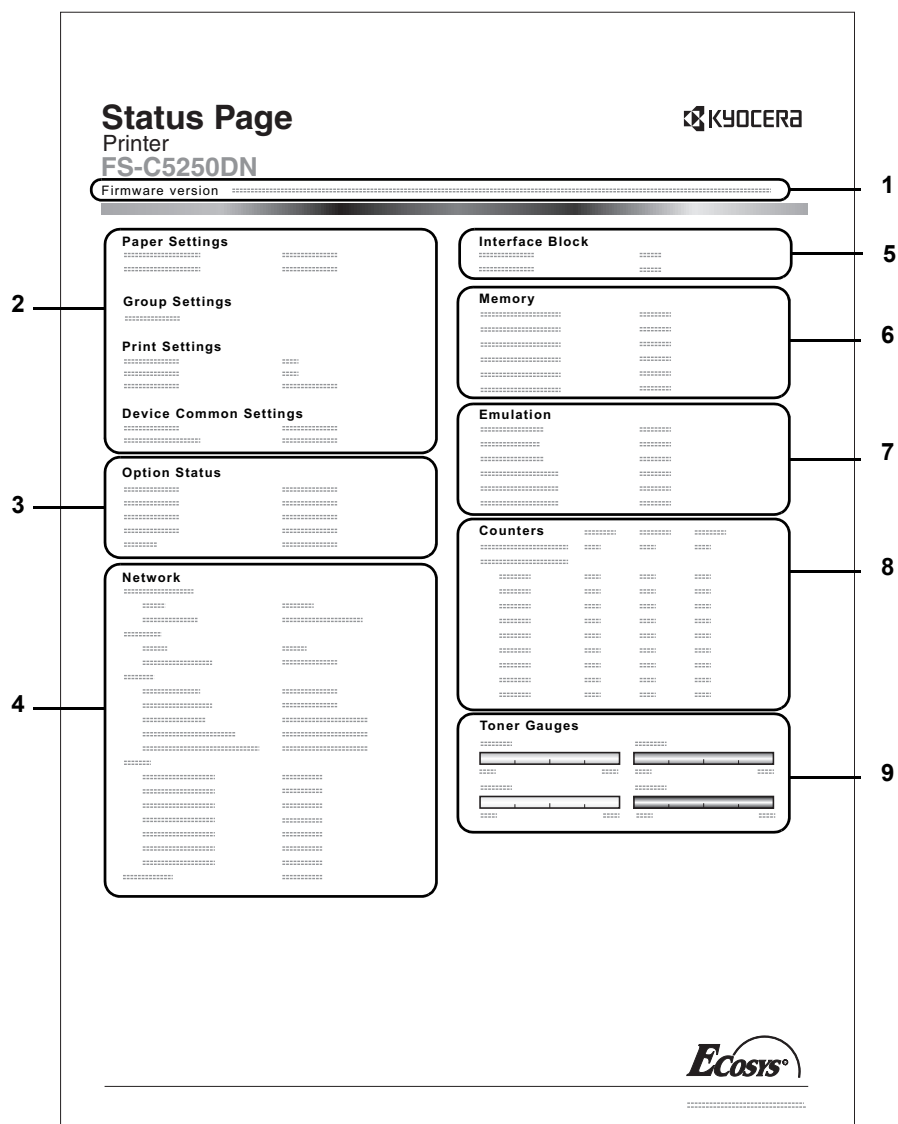 Status Page
KYOCERA
Printer
FS-C5250DN
Firmware version
1
Paper Settings
Group Settings
Print Settings
Device Common Settings
2
Option Status
3
Network
4
Interface Block
5
Memory
6
Emulation
7
Counters
8
Toner Gauges
9
ECOSYS